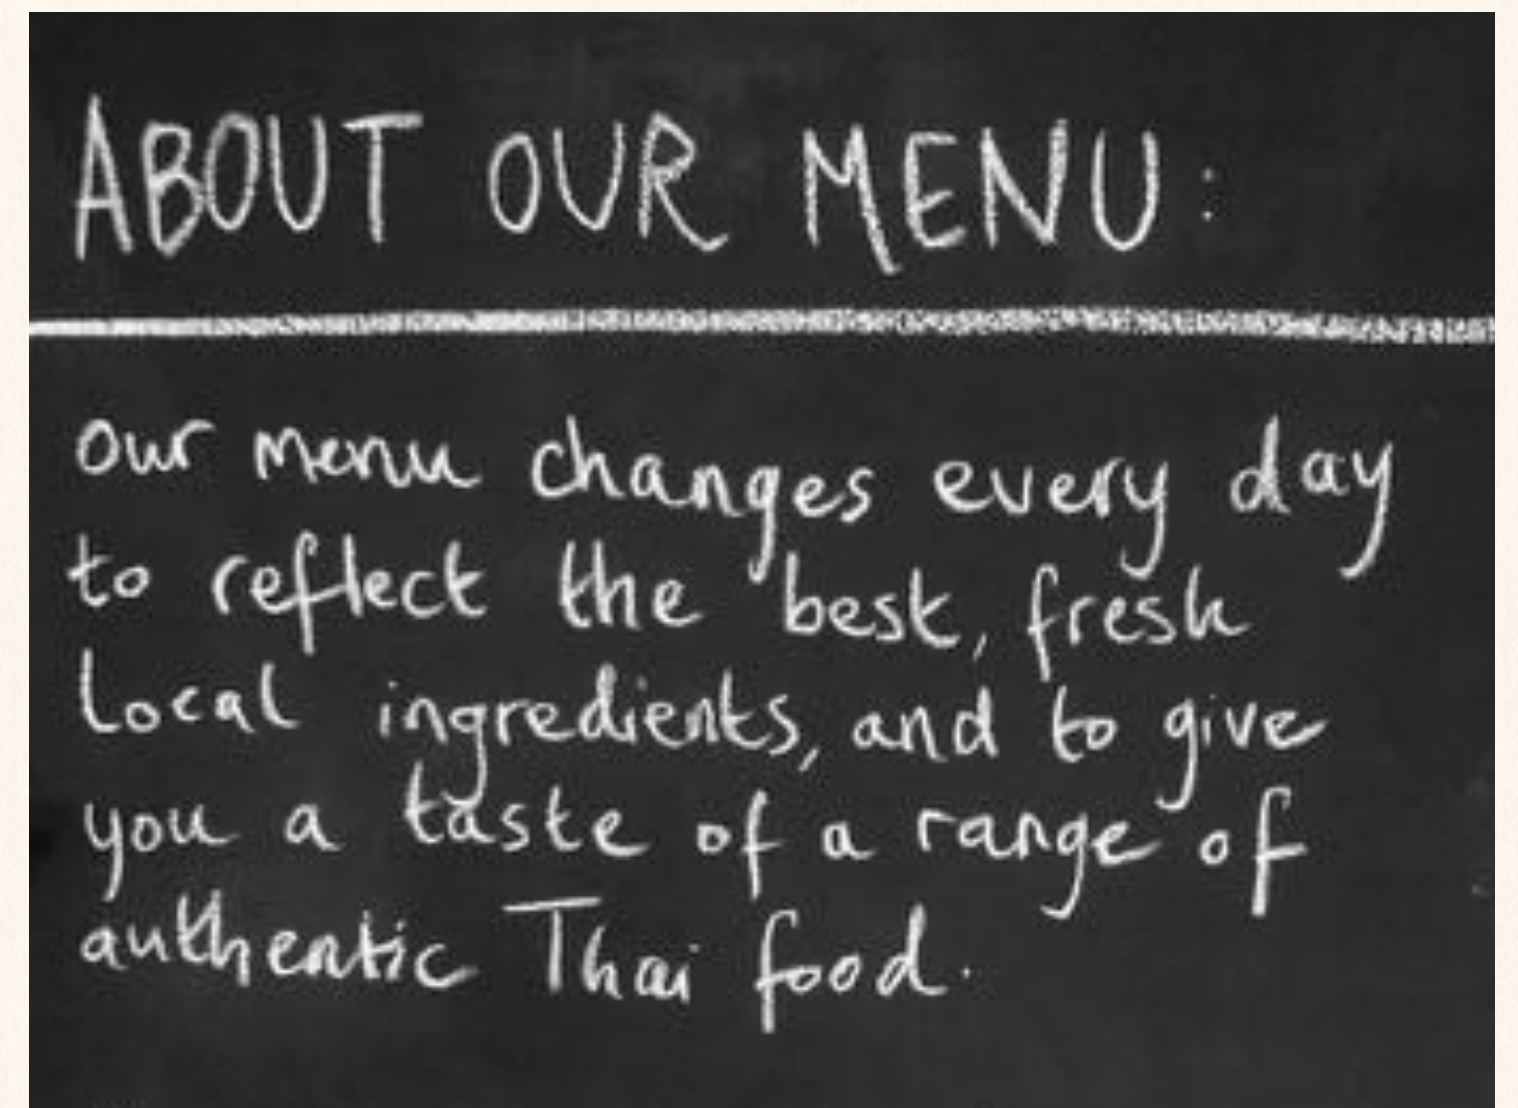 ABOUT OUR MENU:
our menu changes every day
to reflect the best, fresh
local ingredients, and to give
you a taste of a range of
authentic Thai food.